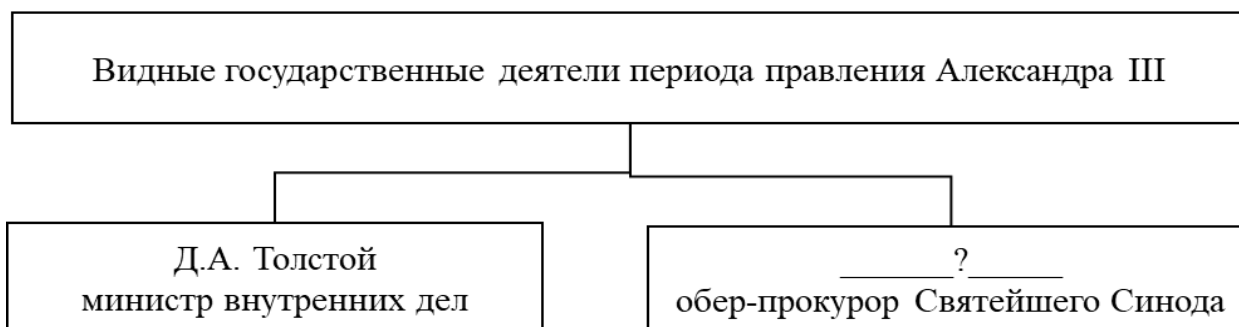 Видные государственные деятели периода правления Александра III
Д.А. Толстой
министр внутренних дел
_______?______
обер-прокурор Святейшего Синода